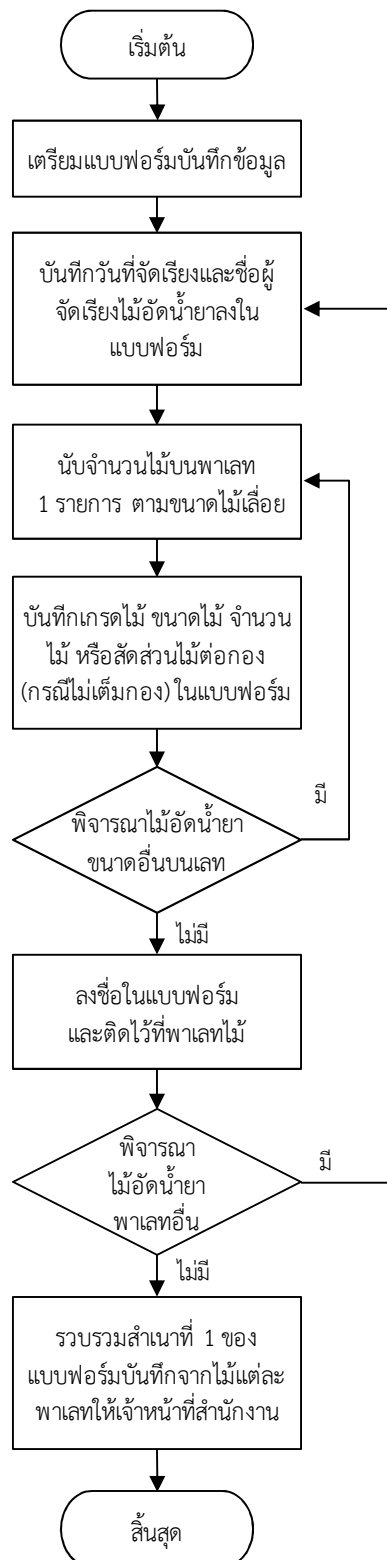 เริ่มต้น
เตรียมแบบฟอร์มบันทึกข้อมูล
บันทึกวันที่จัดเรียงและชื่อผู้
จัดเรียงไม้อัดน้ำยาลงใน
แบบฟอร์ม
นับจำนวนไม้บนพาเลท
1 รายการ ตามขนาดไม้เลื่อย
บันทึกเกรดไม้ ขนาดไม้ จำนวน
ไม้ หรือสัดส่วนไม้ต่อกอง
(กรณีไม่เต็มกอง) ในแบบฟอร์ม
มี
พิจารณาไม้อัดน้ำยา
ขนาดอื่นบนเลท
ไม่มี
ลงชื่อในแบบฟอร์ม
และติดไว้ที่พาเลทไม้
พิจารณา
ไม้อัดน้ำยา
พาเลทอื่น
มี
ไม่มี
รวบรวมสำเนาที่ 1 ของ
แบบฟอร์มบันทึกจากไม้แต่ละ
พาเลทให้เจ้าหน้าที่สำนักงาน
สิ้นสุด